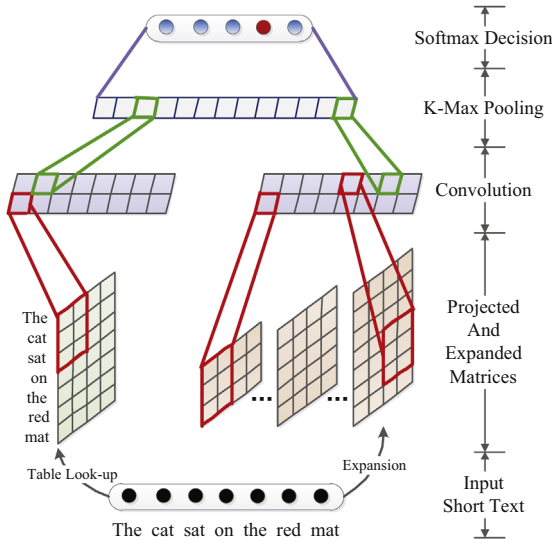 Softmax Decision
K-Max Pooling
Convolution
The
cat
sat
on
the
red
mat
Projected
And
Expanded
Matrices
...
...
Table Look-up
Expansion
Input
Short Text
The cat sat on the red mat